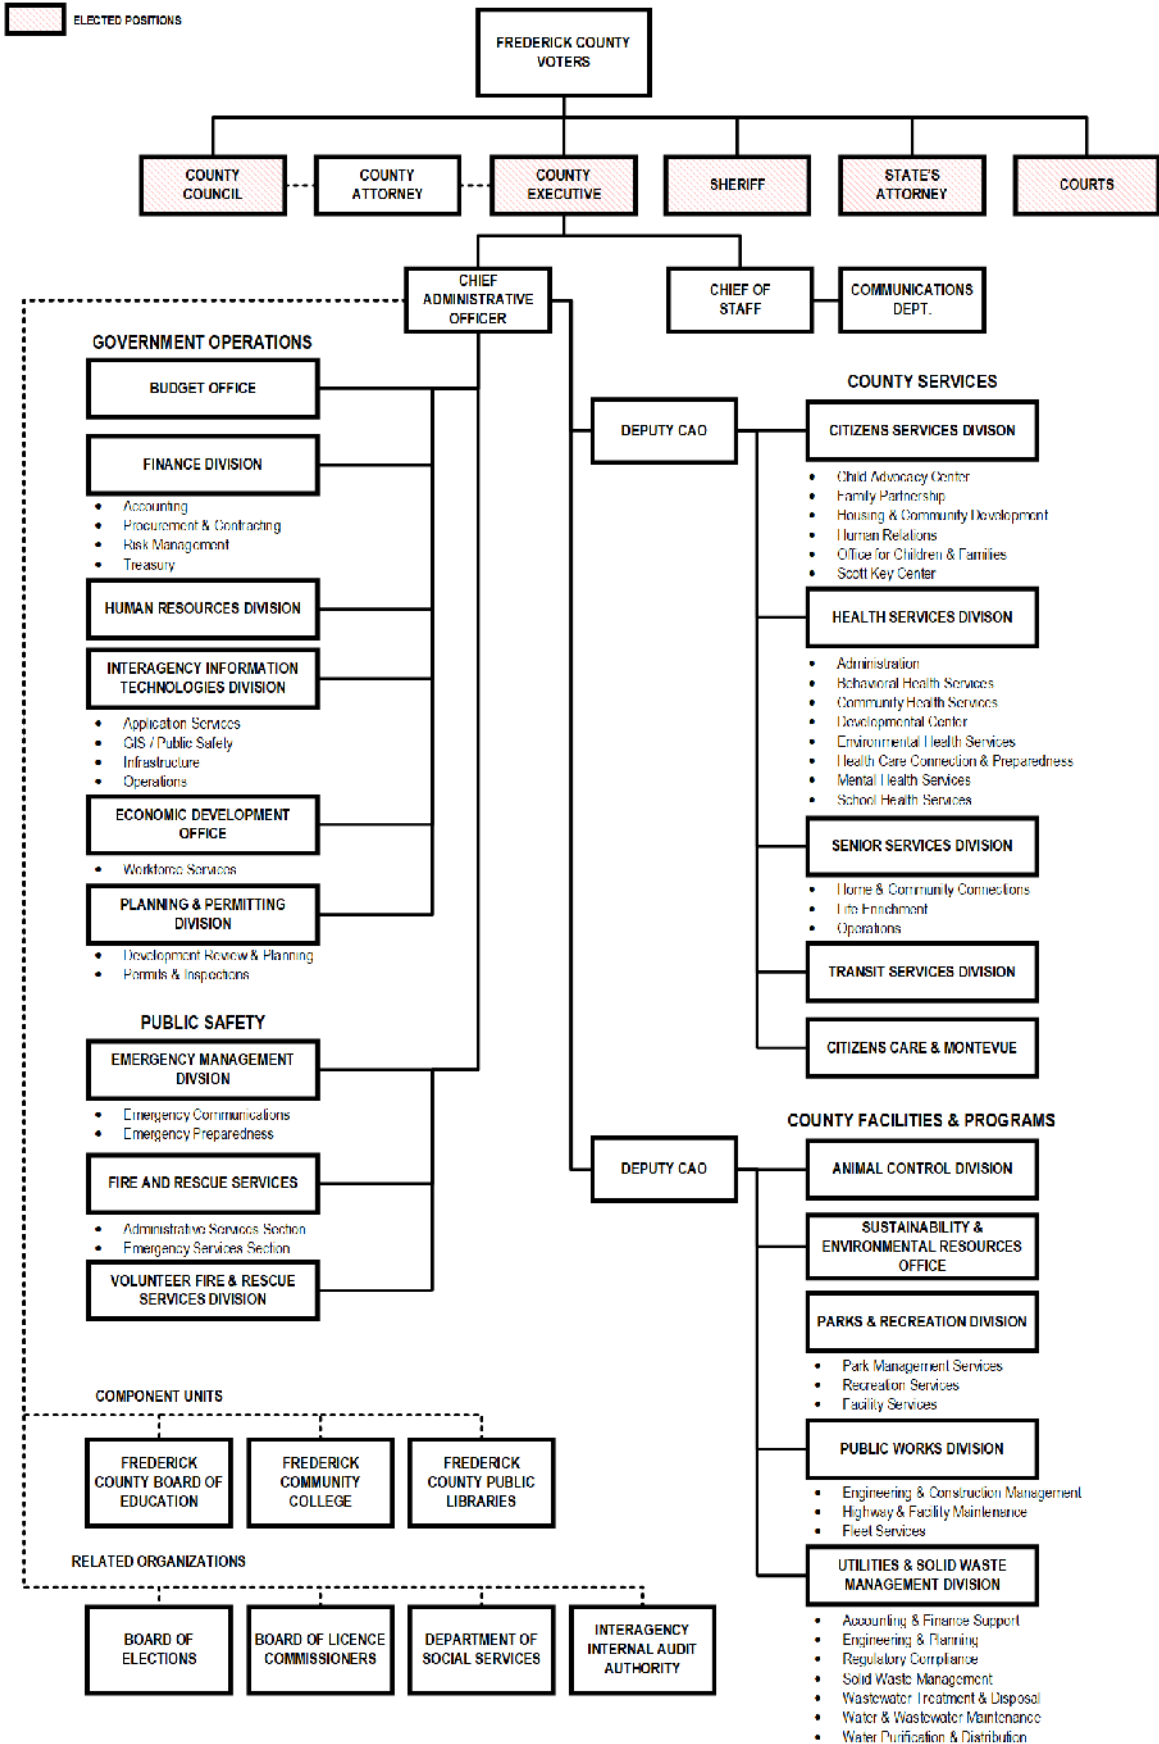 ELECTED POSITIONS
FREDERICK COUNTY
VOTERS
COUNTY
COUNCIL
COUNTY
ATTORNEY
COUNTY
EXECUTIVE
SHERIFF
STATE'S
ATTORNEY
COURTS
CHIEF
ADMINISTRATIVE
OFFICER
CHIEF OF
STAFF
COMMUNICATIONS
DEPT.
GOVERNMENT OPERATIONS
BUDGET OFFICE
FINANCE DIVISION
• Accounting
• Procurement & Contracting
• Risk Management
• Treasury
HUMAN RESOURCES DIVISION
INTERAGENCY INFORMATION
TECHNOLOGIES DIVISION
• Application Services
• GIS / Public Safety
• Infrastructure
• Operations
ECONOMIC DEVELOPMENT
OFFICE
• Workforce Services
PLANNING & PERMITTING
DIVISION
• Development Review & Planning
• Permits & Inspections
PUBLIC SAFETY
EMERGENCY MANAGEMENT
DIVSION
• Emergency Communications
• Emergency Preparedness
FIRE AND RESCUE SERVICES
• Administrative Services Section
• Emergency Services Section
VOLUNTEER FIRE & RESCUE
SERVICES DIVISION
DEPUTY CAO
COUNTY SERVICES
CITIZENS SERVICES DIVISON
• Child Advocacy Center
• Family Partnership
• Housing & Community Development
• Human Relations
• Office for Children & Families
• Scott Key Center
HEALTH SERVICES DIVISON
• Administration
• Behavioral Health Services
• Community Health Services
• Developmental Center
• Environmental Health Services
• Health Care Connection & Preparedness
• Mental Health Services
• School Health Services
SENIOR SERVICES DIVISION
• Home & Community Connections
• Life Enrichment
• Operations
TRANSIT SERVICES DIVISION
CITIZENS CARE & MONTEVUE
DEPUTY CAO
COUNTY FACILITIES & PROGRAMS
ANIMAL CONTROL DIVISION
SUSTAINABILITY &
ENVIRONMENTAL RESOURCES
OFFICE
PARKS & RECREATION DIVISION
• Park Management Services
• Recreation Services
• Facility Services
PUBLIC WORKS DIVISION
• Engineering & Construction Management
• Highway & Facility Maintenance
• Fleet Services
UTILITIES & SOLID WASTE
MANAGEMENT DIVISION
• Accounting & Finance Support
• Engineering & Planning
• Regulatory Compliance
• Solid Waste Management
• Wastewater Treatment & Disposal
• Water & Wastewater Maintenance
• Water Purification & Distribution
COMPONENT UNITS
FREDERICK
COUNTY BOARD OF
EDUCATION
FREDERICK
COMMUNITY
COLLEGE
FREDERICK
COUNTY PUBLIC
LIBRARIES
RELATED ORGANIZATIONS
BOARD OF
ELECTIONS
BOARD OF LICENCE
COMMISSIONERS
DEPARTMENT OF
SOCIAL SERVICES
INTERAGENCY
INTERNAL AUDIT
AUTHORITY